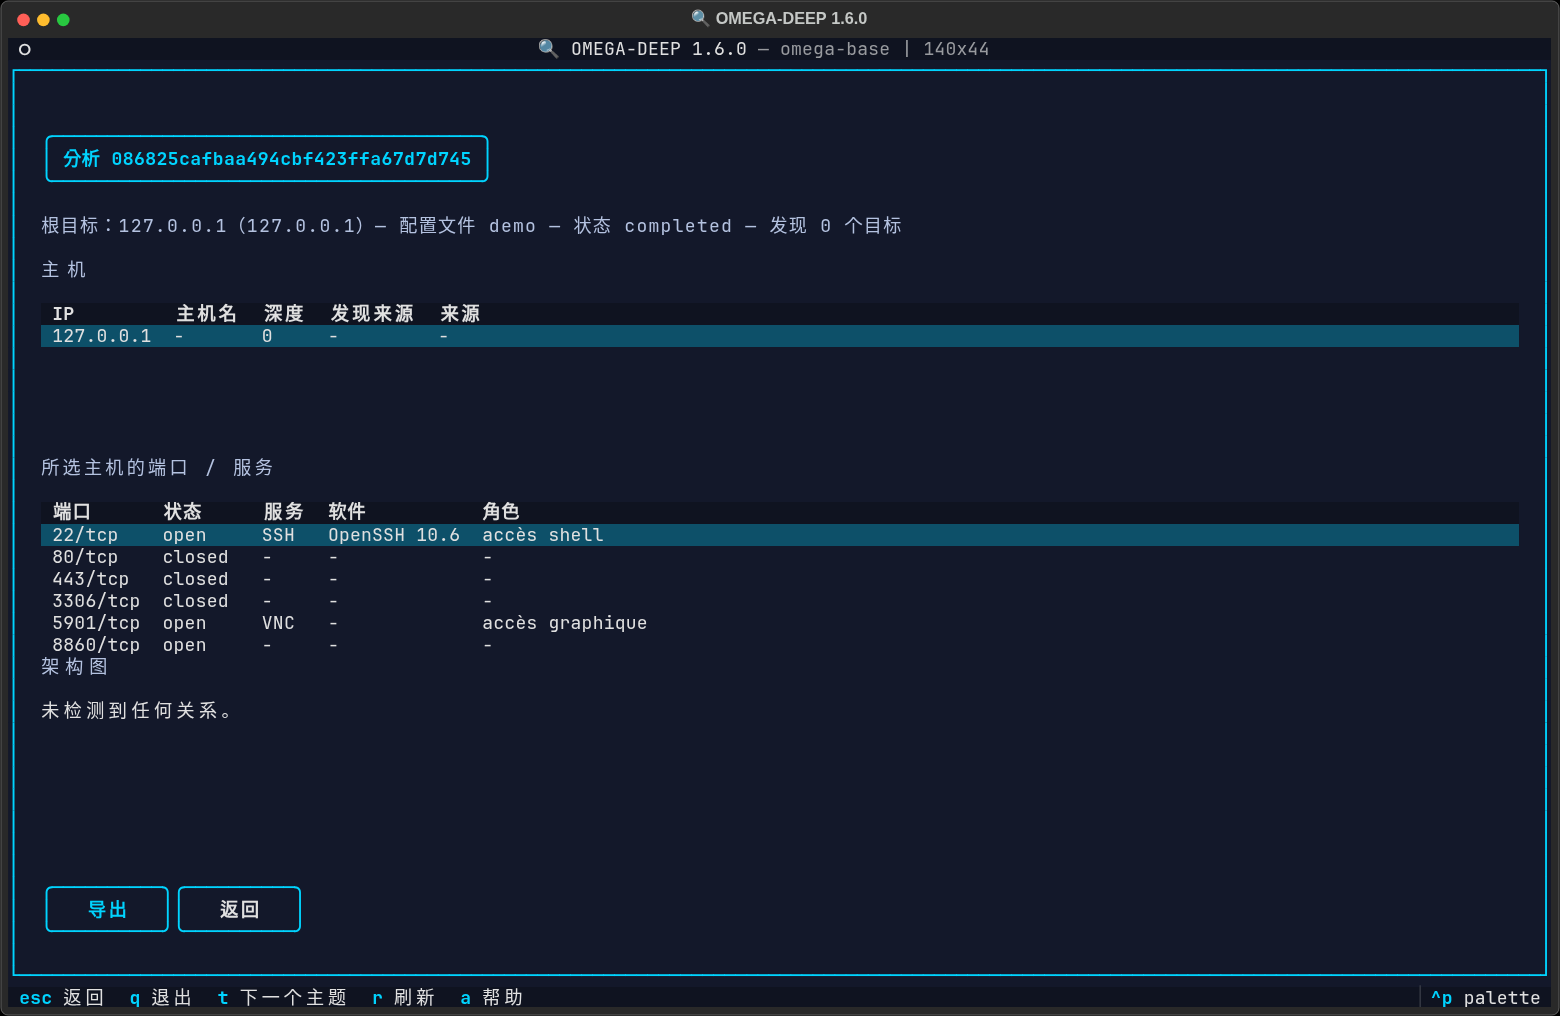 🔍 OMEGA-DEEP 1.6.0
🔍 OMEGA-DEEP 1.6.0 — omega-base | 140x44
分析 086825cafbaa494cbf423ffa67d7d745
根目标：127.0.0.1（127.0.0.1）— 配置文件 demo — 状态 completed — 发现 0 个目标
主机
IP 主机名 深度 发现来源 来源
127.0.0.1 - 0 - -
所选主机的端口 / 服务
端口 状态 服务 软件 角色
22/tcp open SSH OpenSSH 10.6 accès shell
80/tcp closed - - -
443/tcp closed - - -
3306/tcp closed - - -
5901/tcp open VNC - accès graphique
8860/tcp open - - -
架构图
未检测到任何关系。
导出 返回
esc 返回 q 退出 t 下一个主题 r 刷新 a 帮助 ^p palette